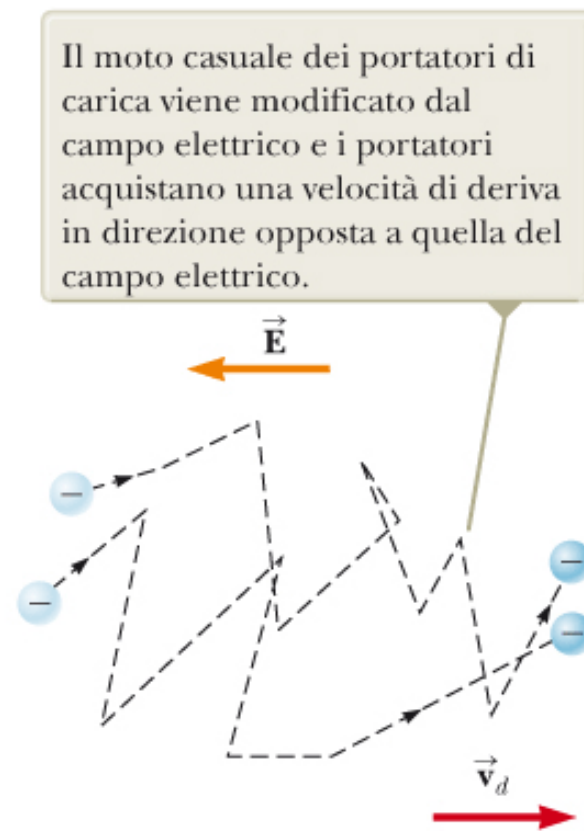 Il moto casuale dei portatori di
carica viene modificato dal
campo elettrico e i portatori
acquistano una velocità di deriva
in direzione opposta a quella del
campo elettrico.
E⃗
−
−
−
−
v⃗d